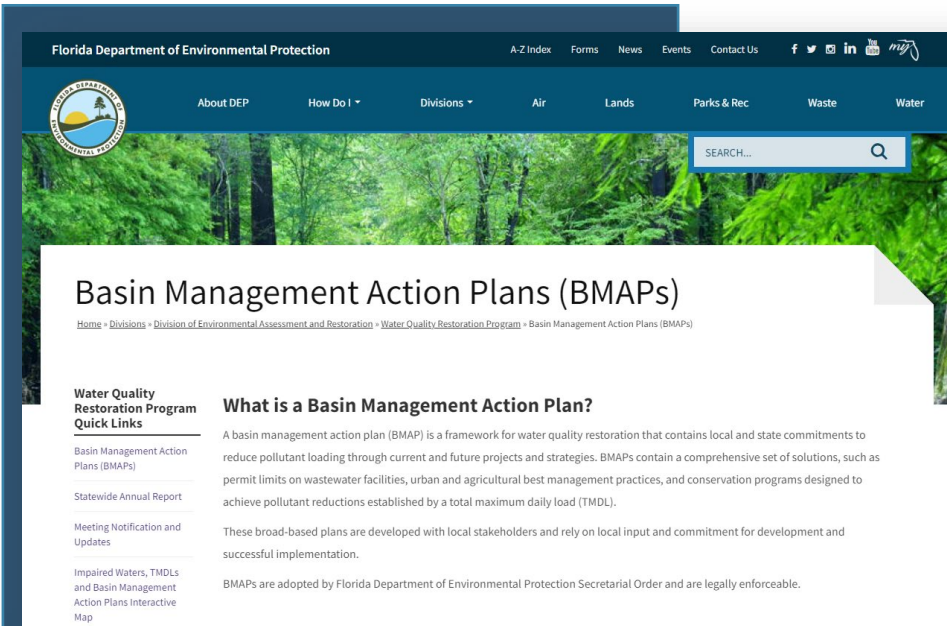 Florida Department of Environmental Protection
A-Z Index Forms News Events Contact Us
f in You Tube my
FLORIDA DEPARTMENT OF ENVIRONMENTAL PROTECTION
About DEP How Do I Divisions Air Lands Parks & Rec Waste Water
SEARCH...
Basin Management Action Plans (BMAPs)
Home » Divisions » Division of Environmental Assessment and Restoration » Water Quality Restoration Program » Basin Management Action Plans (BMAPs)
Water Quality
Restoration Program
Quick Links
Basin Management Action
Plans (BMAPs)
Statewide Annual Report
Meeting Notification and
Updates
Impaired Waters, TMDLs
and Basin Management
Action Plans Interactive
Map
What is a Basin Management Action Plan?
A basin management action plan (BMAP) is a framework for water quality restoration that contains local and state commitments to
reduce pollutant loading through current and future projects and strategies. BMAPs contain a comprehensive set of solutions, such as
permit limits on wastewater facilities, urban and agricultural best management practices, and conservation programs designed to
achieve pollutant reductions established by a total maximum daily load (TMDL).
These broad-based plans are developed with local stakeholders and rely on local input and commitment for development and
successful implementation.
BMAPs are adopted by Florida Department of Environmental Protection Secretarial Order and are legally enforceable.